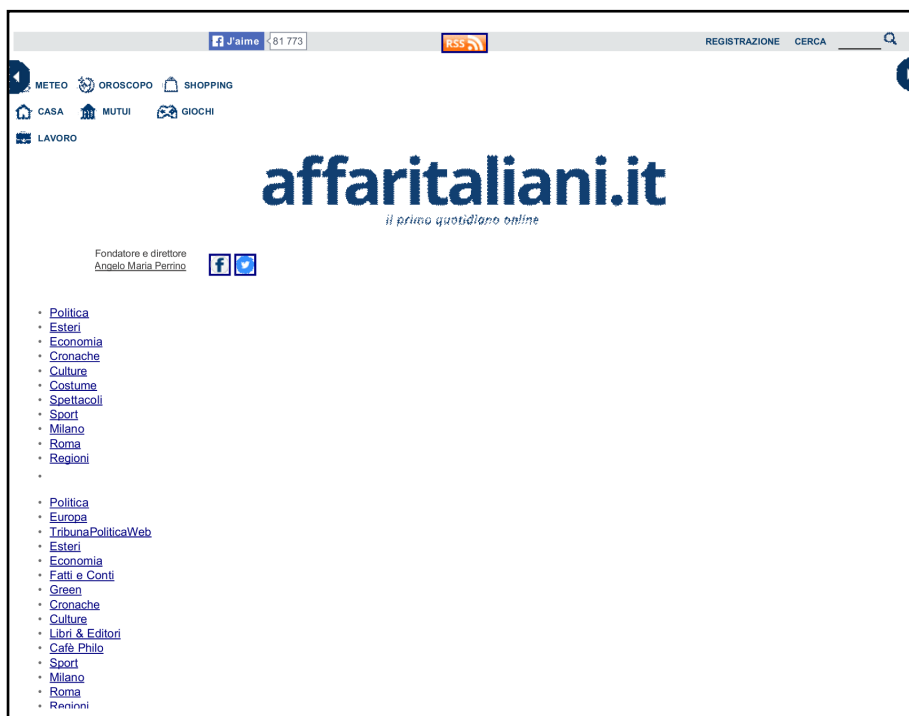 J'aime 81 773 RSS REGISTRAZIONE CERCA
METEO OROSCOPO SHOPPING
CASA MUTUI GIOCHI
LAVORO
affaritaliani.it
il primo quotidiano online
Fondatore e direttore
Angelo Maria Perrino
Politica
Esteri
Economia
Cronache
Culture
Costume
Spettacoli
Sport
Milano
Roma
Regioni
Politica
Europa
TribunaPoliticaWeb
Esteri
Economia
Fatti e Conti
Green
Cronache
Culture
Libri & Editori
Cafè Philo
Sport
Milano
Roma
Regioni